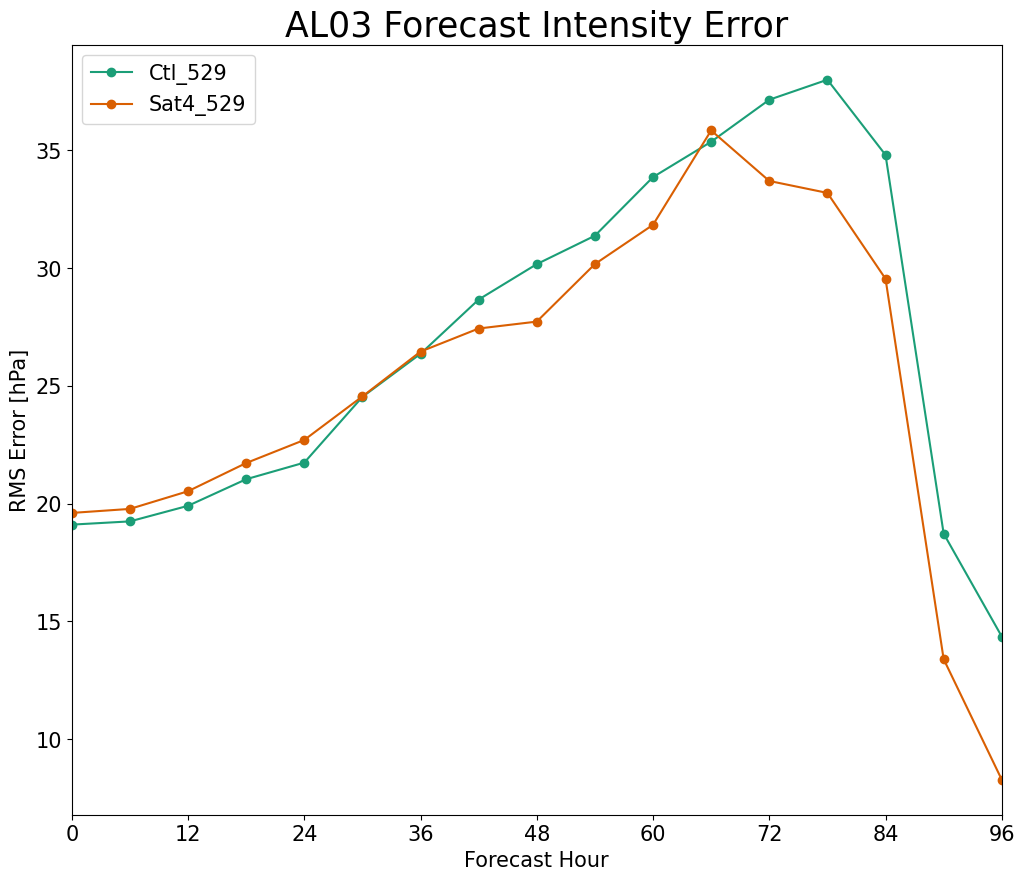 AL03 Forecast Intensity Error
Ctl_529
Sat4_529
RMS Error [hPa]
35
30
25
20
15
10
0 12 24 36 48 60 72 84 96
Forecast Hour